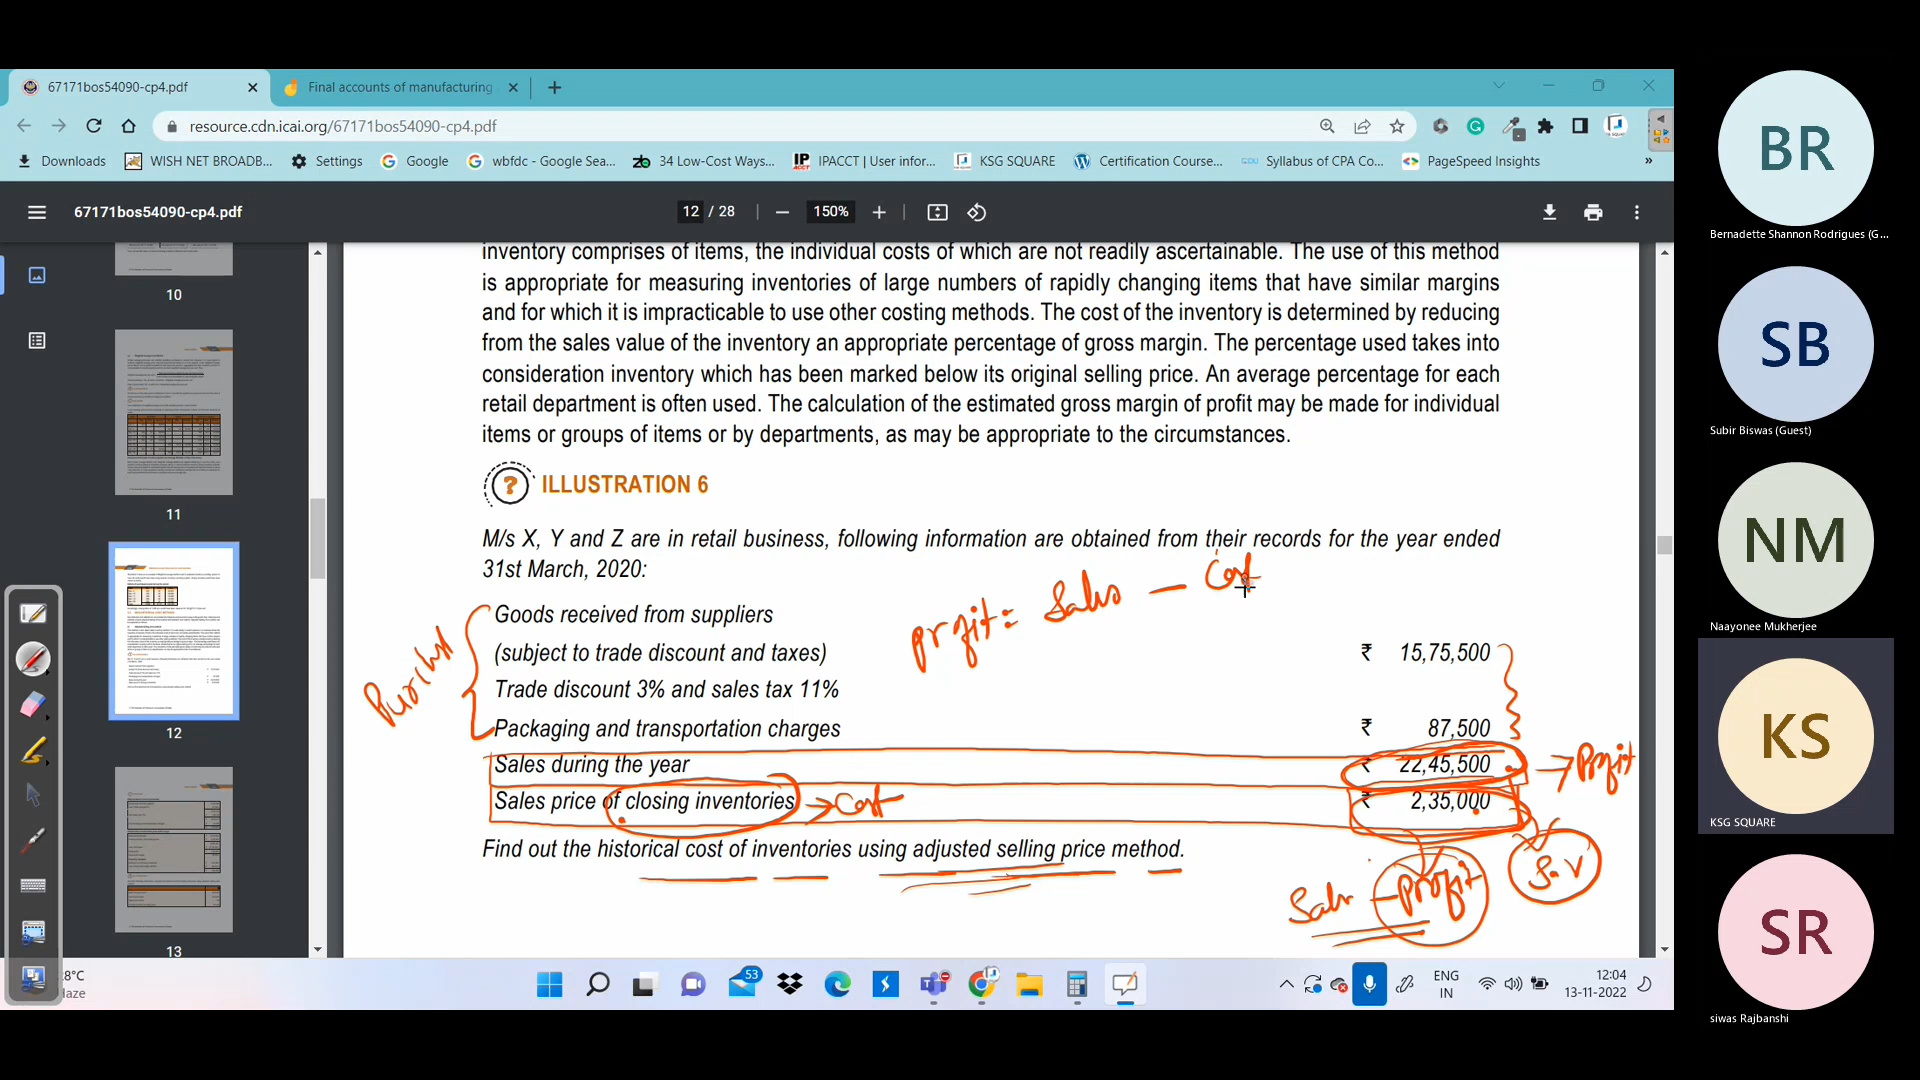 67171bos54090-cp4.pdf
Final accounts of manufacturing
resource.cdn.icai.org/67171bos54090-cp4.pdf
Downloads
WISH NET BROADB...
Settings
Google
wbfdc - Google Sea...
34 Low-Cost Ways...
IPACCT | User infor...
KSG SQUARE
Certification Course...
Syllabus of CPA Co...
PageSpeed Insights
»
67171bos54090-cp4.pdf
12 / 28
150%
10
11
12
13
inventory comprises of items, the individual costs of which are not readily ascertainable. The use of this method
is appropriate for measuring inventories of large numbers of rapidly changing items that have similar margins
and for which it is impracticable to use other costing methods. The cost of the inventory is determined by reducing
from the sales value of the inventory an appropriate percentage of gross margin. The percentage used takes into
consideration inventory which has been marked below its original selling price. An average percentage for each
retail department is often used. The calculation of the estimated gross margin of profit may be made for individual
items or groups of items or by departments, as may be appropriate to the circumstances.
? ILLUSTRATION 6
M/s X, Y and Z are in retail business, following information are obtained from their records for the year ended
31st March, 2020:
profit = Sales - Cost
Goods received from suppliers
(subject to trade discount and taxes) ₹ 15,75,500
Trade discount 3% and sales tax 11%
Packaging and transportation charges ₹ 87,500
Sales during the year ₹ 22,45,500 → Profit
Sales price of closing inventories → Cost ₹ 2,35,000
Find out the historical cost of inventories using adjusted selling price method.
Sales - profit
S.V
8°C
Haze
53
ENG
IN
12:04
13-11-2022
BR
Bernadette Shannon Rodrigues (G...
SB
Subir Biswas (Guest)
NM
Naayonee Mukherjee
KS
KSG SQUARE
SR
siwas Rajbanshi